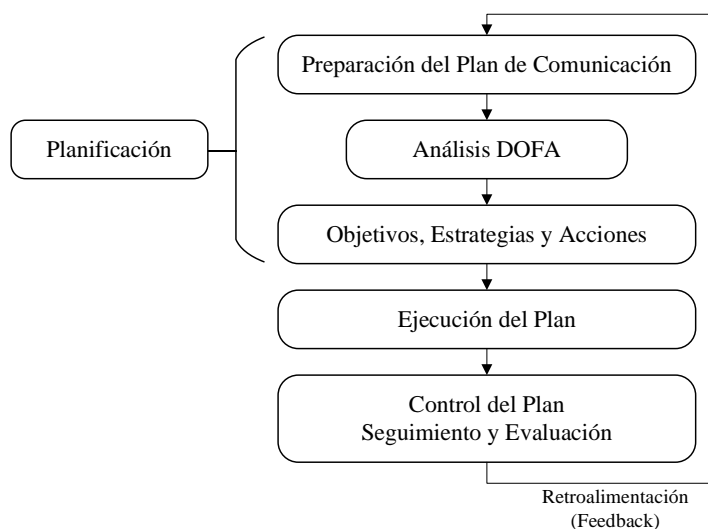 Preparación del Plan de Comunicación
Planificación
Análisis DOFA
Objetivos, Estrategias y Acciones
Ejecución del Plan
Control del Plan
Seguimiento y Evaluación
Retroalimentación
(Feedback)